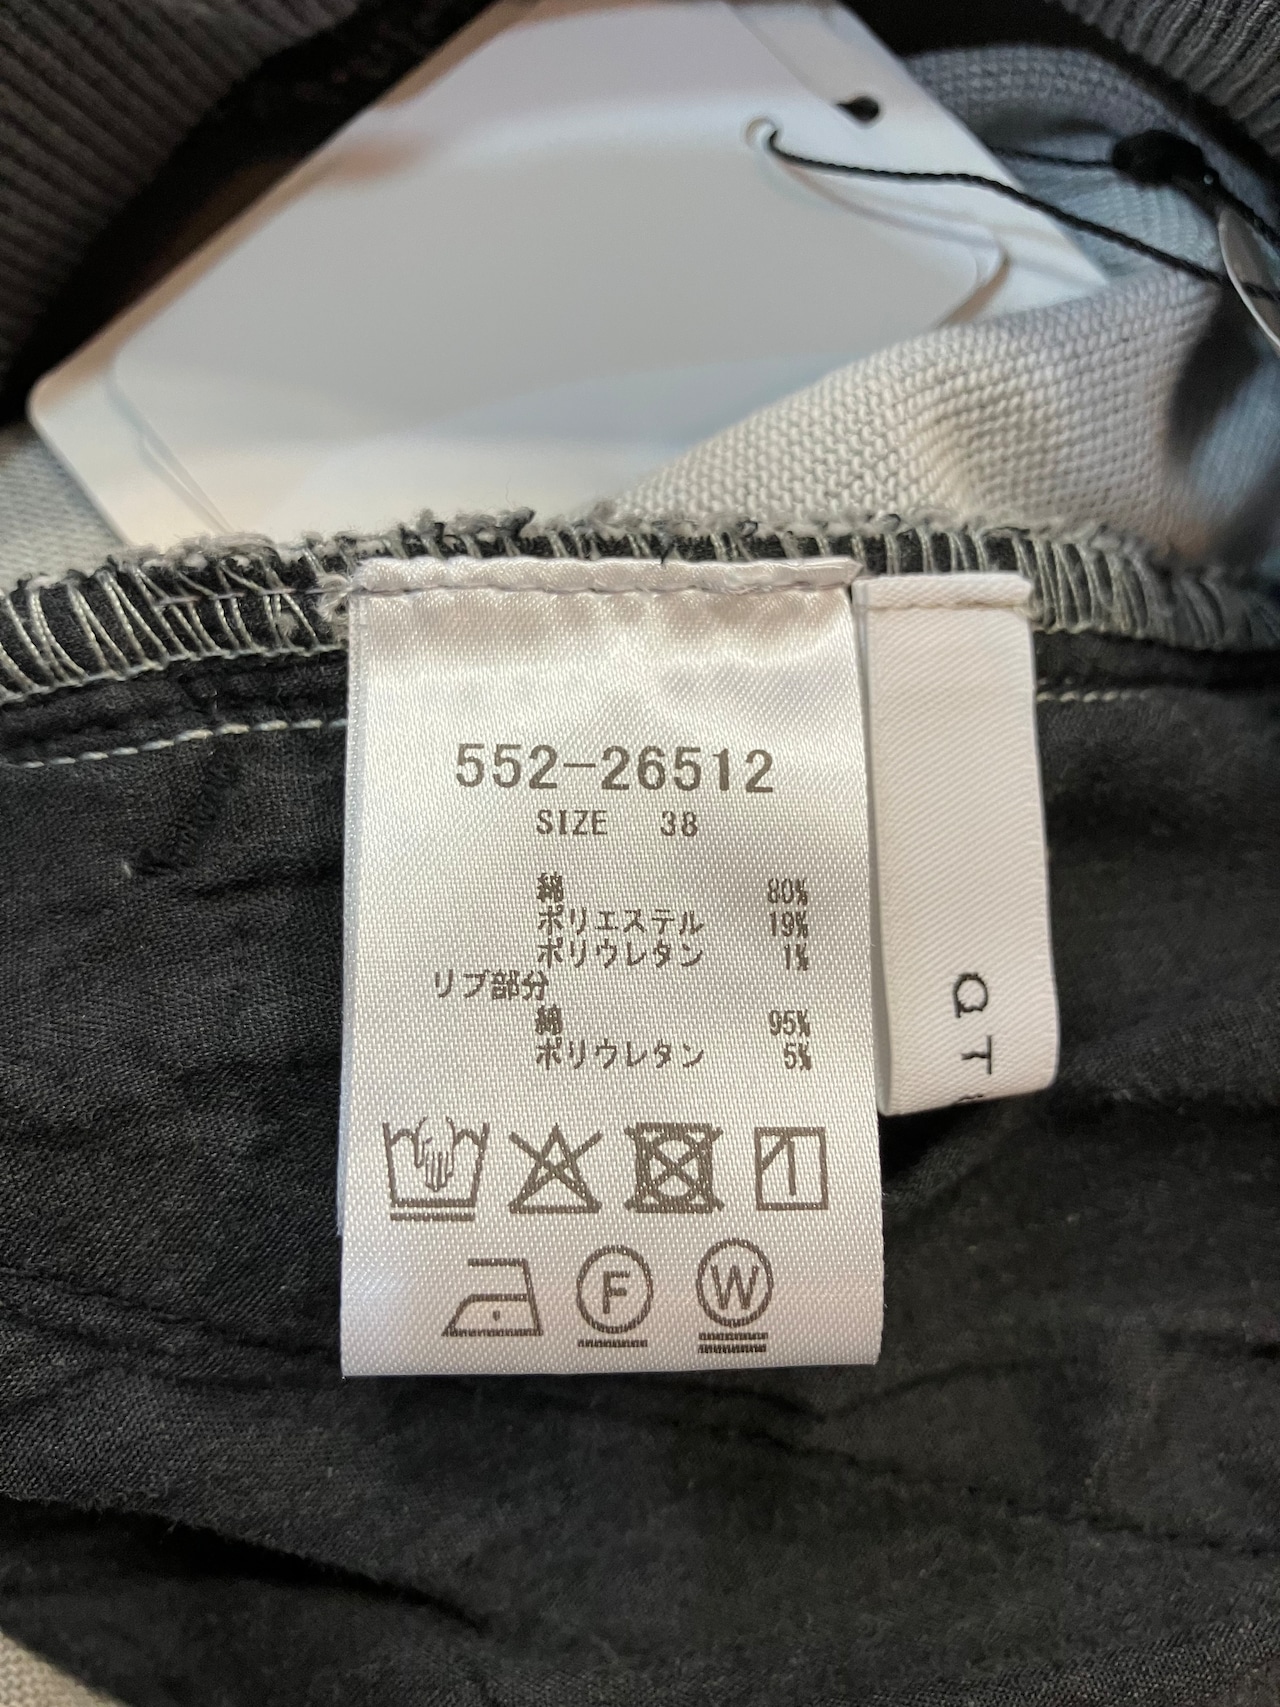 552-26512
SIZE 38
綿 80%
ポリエステル 19%
ポリウレタン 1%
リブ部分
綿 95%
ポリウレタン 5%
F
W
QT